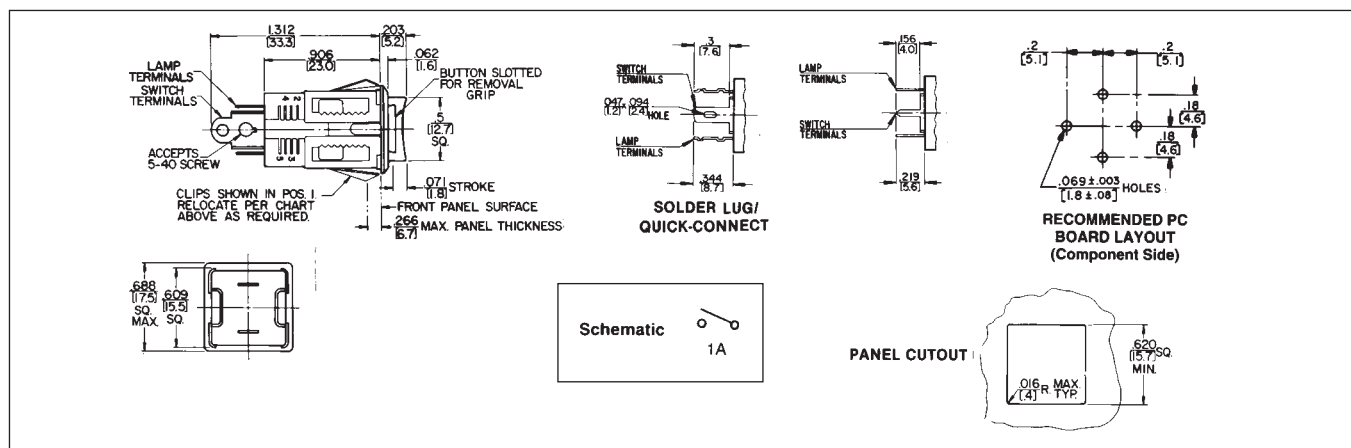 1.312
[33.3]
.203
[5.2]
.906
[23.0]
.062
[1.6]
LAMP
TERMINALS
SWITCH
TERMINALS
BUTTON SLOTTED
FOR REMOVAL
GRIP
2
4
.5
[12.7]
SQ.
ACCEPTS
5-40 SCREW
CLIPS SHOWN IN POS. 1
RELOCATE PER CHART
ABOVE AS REQUIRED.
.071
[1.8]
STROKE
FRONT PANEL SURFACE
.266
[6.7]
MAX. PANEL THICKNESS
.3
[7.6]
SWITCH
TERMINALS
.047 × .094 HOLE
[1.2] [2.4]
LAMP
TERMINALS
.344
[8.7]
SOLDER LUG/
QUICK-CONNECT
.156
[4.0]
LAMP
TERMINALS
SWITCH
TERMINALS
.219
[5.6]
.2
[5.1]
.2
[5.1]
.18
[4.6]
.18
[4.6]
.069 ±.003
[1.8 ±.08]
HOLES
RECOMMENDED PC
BOARD LAYOUT
(Component Side)
.688
[17.5]
SQ.
MAX.
.609
[15.5]
SQ.
Schematic
1A
PANEL CUTOUT
.620
[15.7]
SQ.
MIN.
.016
[.4]
R. MAX.
TYP.